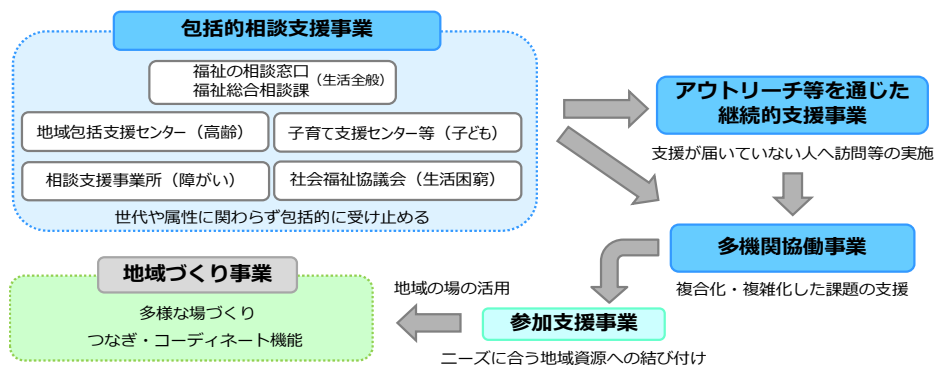 包括的相談支援事業
福祉の相談窓口
福祉総合相談課
（生活全般）
地域包括支援センター（高齢）
子育て支援センター等（子ども）
相談支援事業所（障がい）
社会福祉協議会（生活困窮）
世代や属性に関わらず包括的に受け止める
アウトリーチ等を通じた
継続的支援事業
支援が届いていない人へ訪問等の実施
多機関協働事業
複合化・複雑化した課題の支援
参加支援事業
ニーズに合う地域資源への結び付け
地域の場の活用
地域づくり事業
多様な場づくり
つなぎ・コーディネート機能